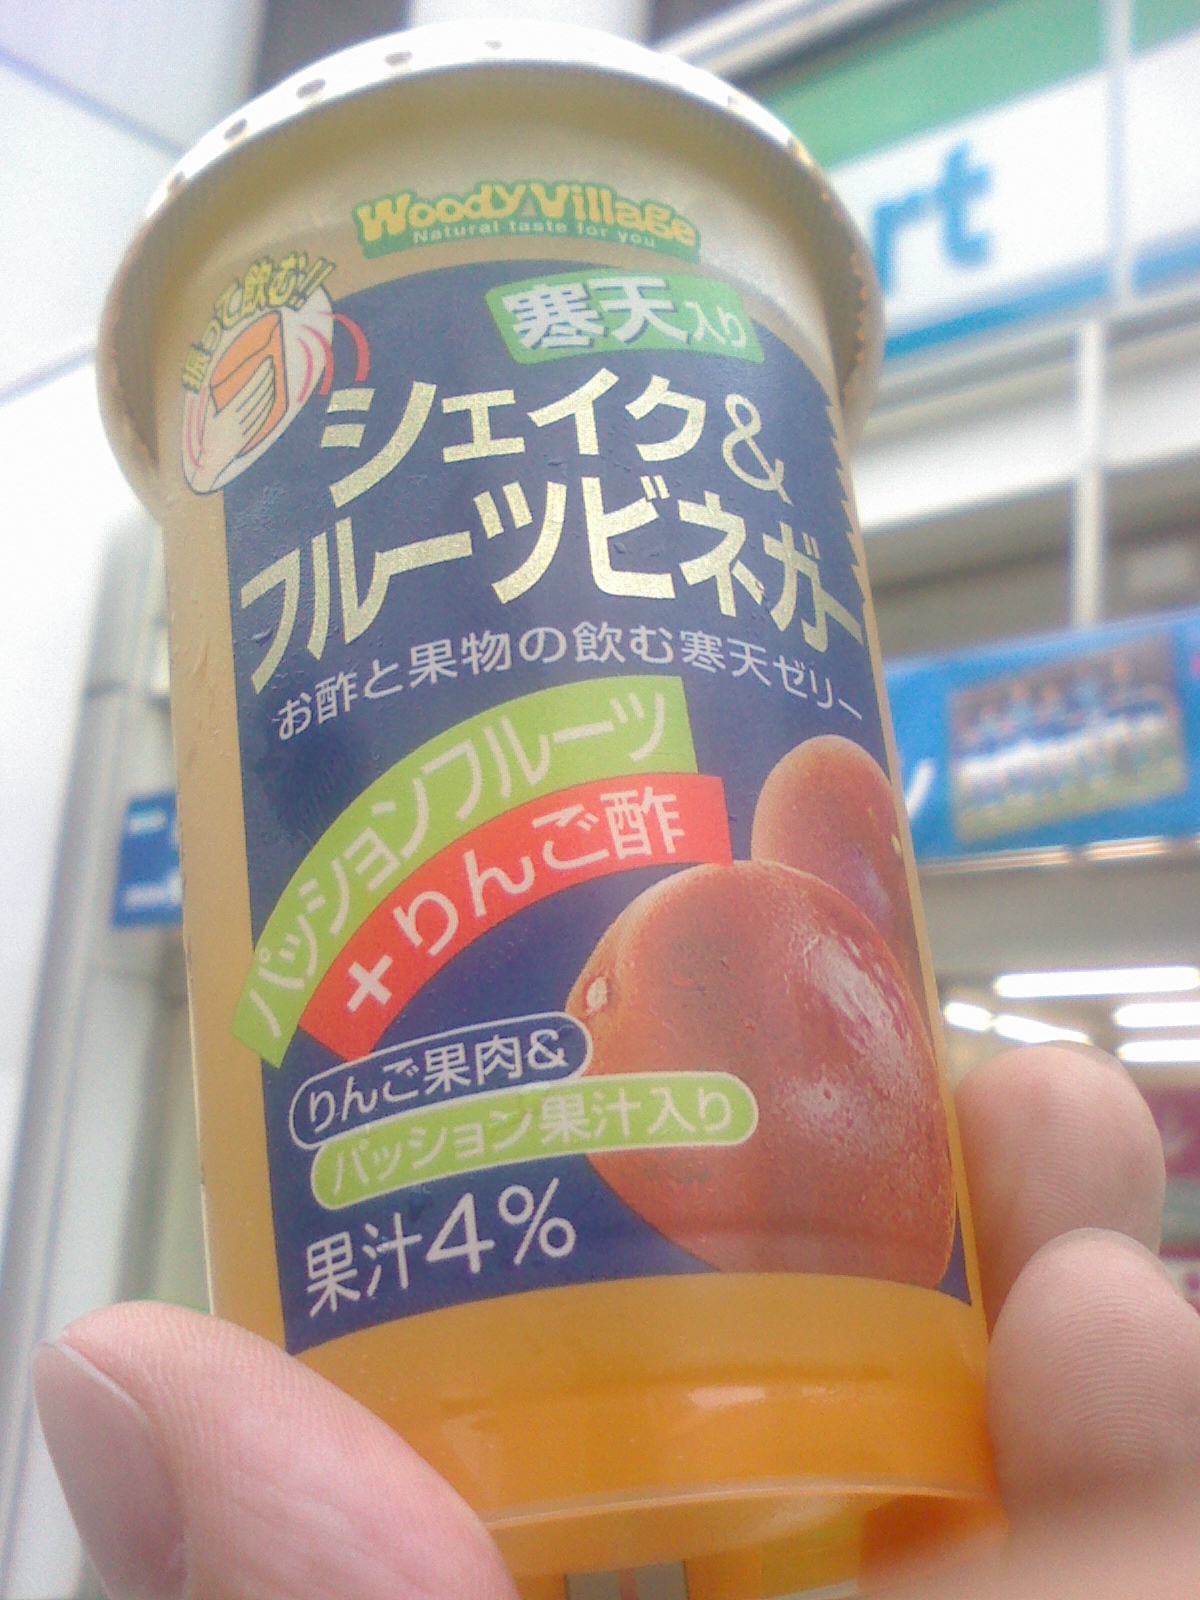 Woody Village
Natural taste for you
振って飲む!!
寒天入り
シェイク&
フルーツビネガー
お酢と果物の飲む寒天ゼリー
パッションフルーツ
+りんご酢
りんご果肉&
パッション果汁入り
果汁4%
rt